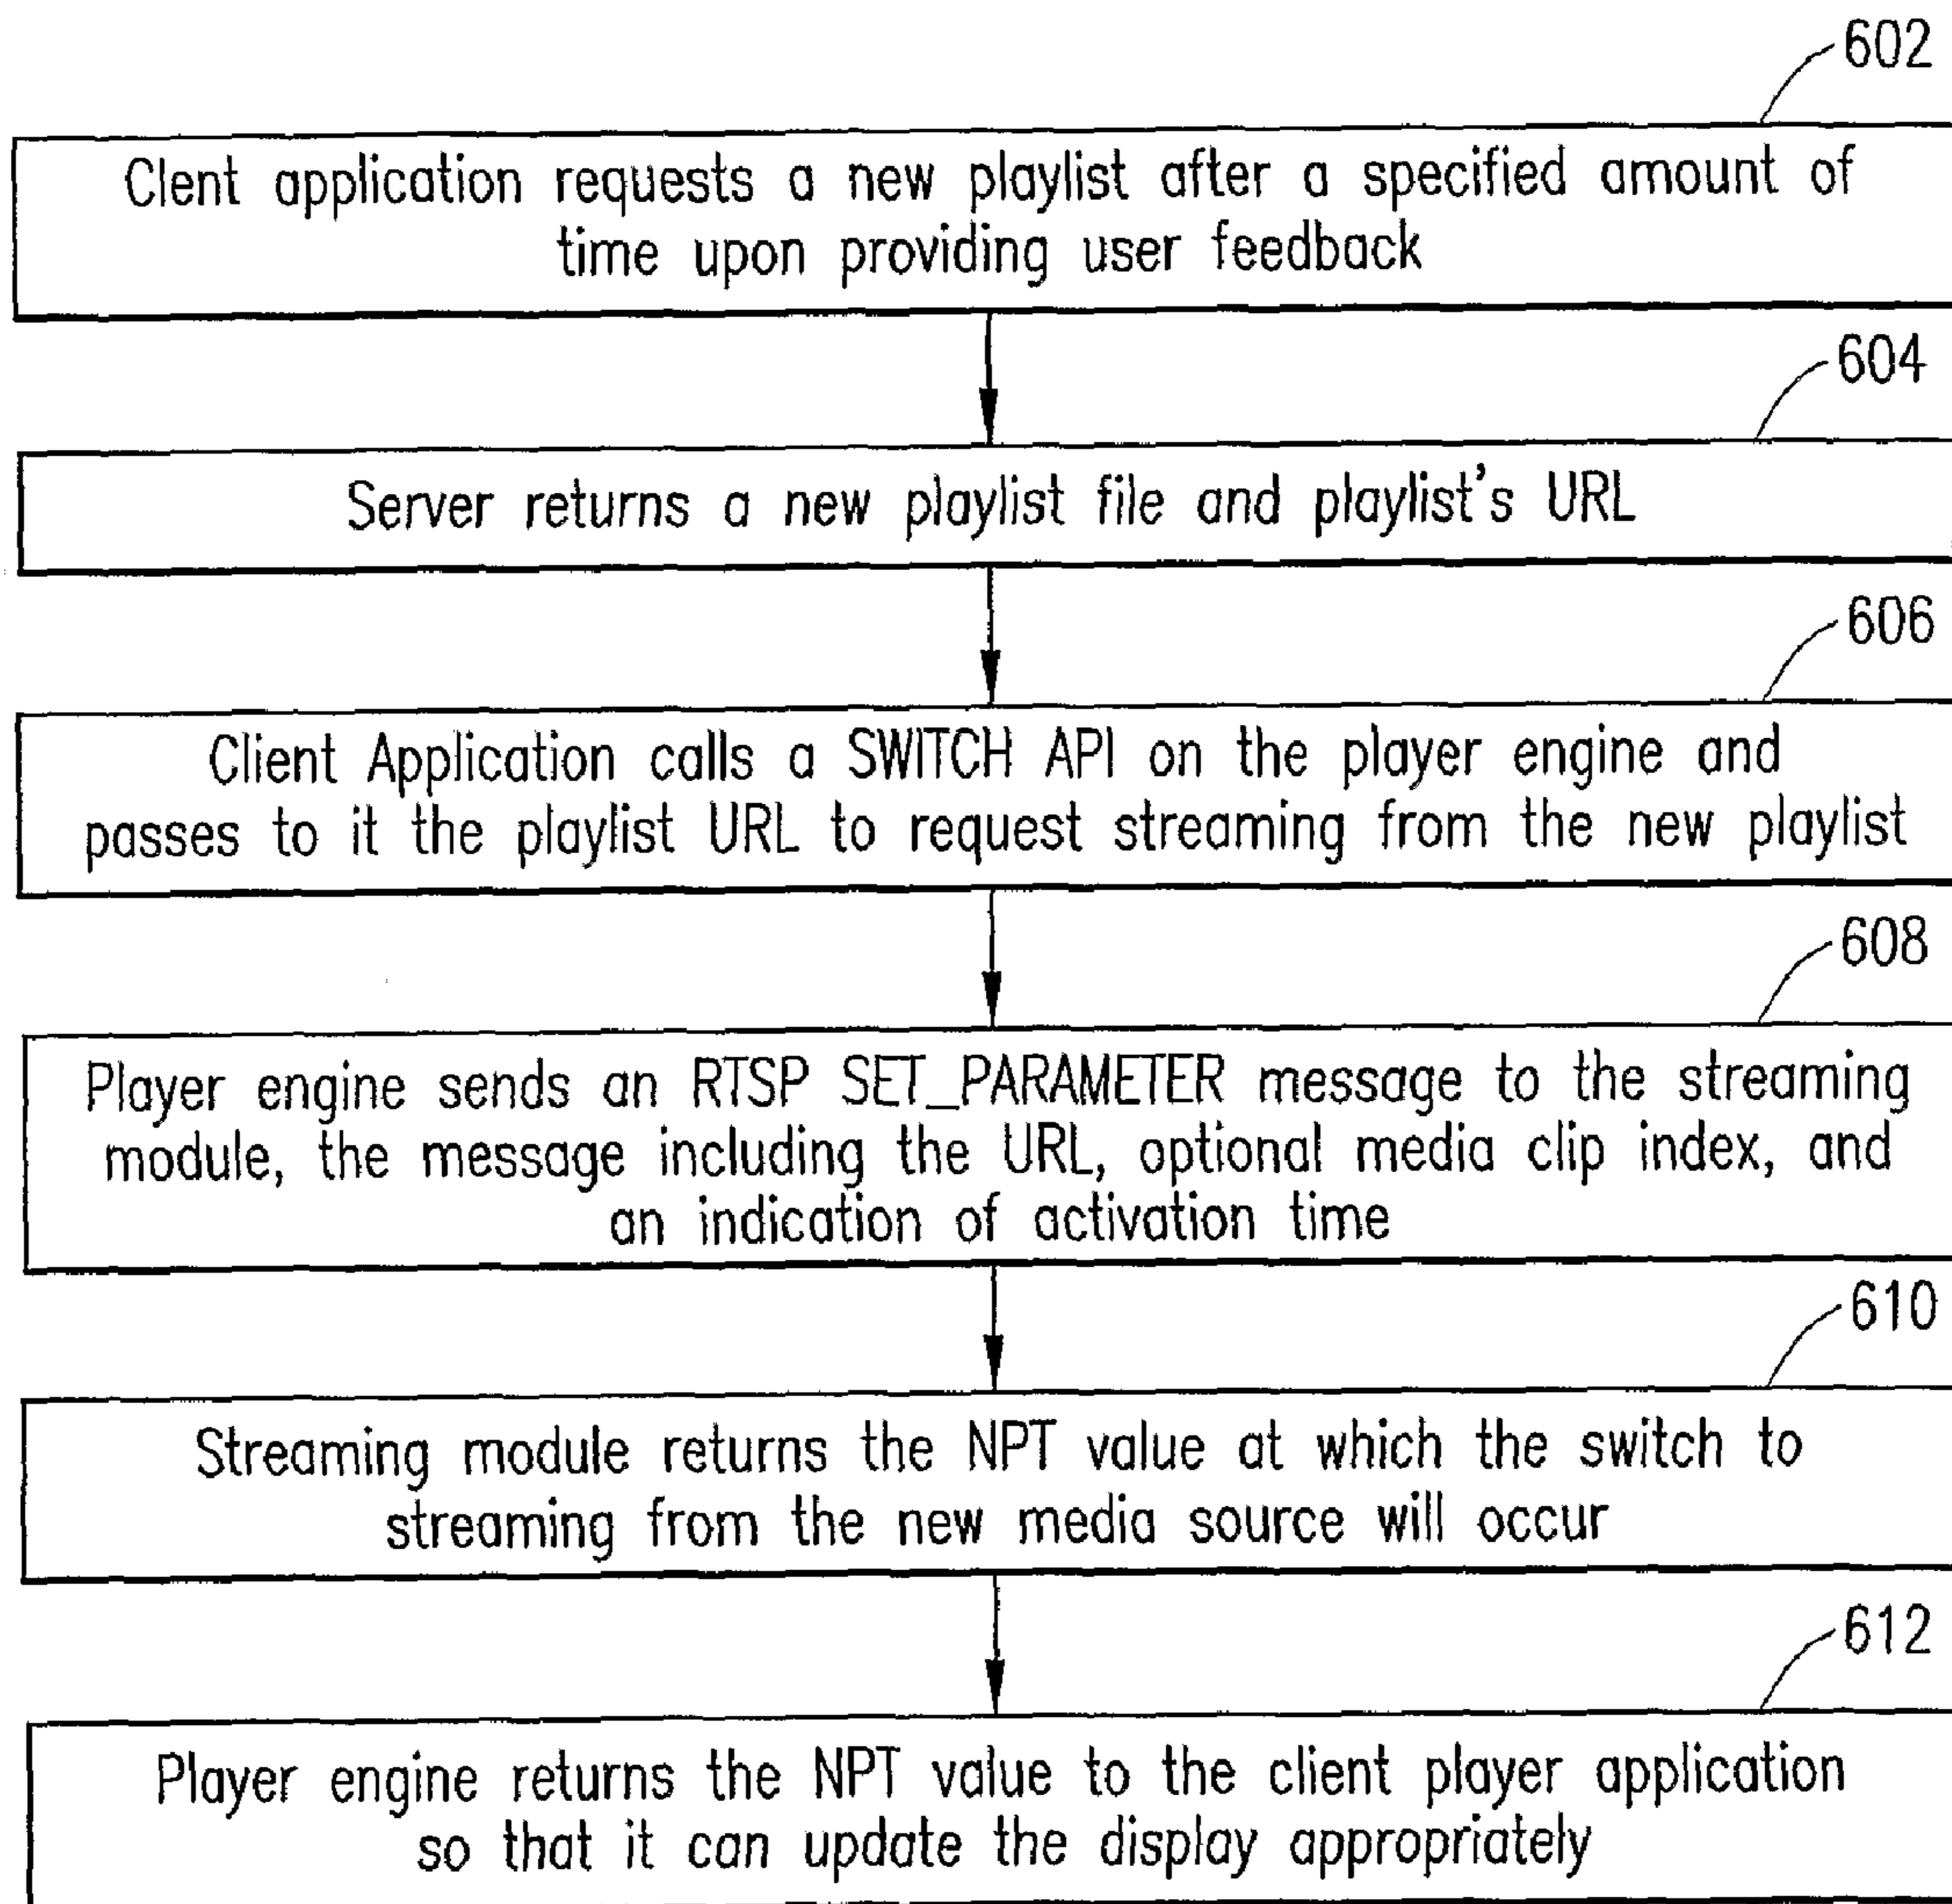 602
Clent application requests a new playlist after a specified amount of
time upon providing user feedback
604
Server returns a new playlist file and playlist's URL
606
Client Application calls a SWITCH API on the player engine and
passes to it the playlist URL to request streaming from the new playlist
608
Player engine sends an RTSP SET_PARAMETER message to the streaming
module, the message including the URL, optional media clip index, and
an indication of activation time
610
Streaming module returns the NPT value at which the switch to
streaming from the new media source will occur
612
Player engine returns the NPT value to the client player application
so that it can update the display appropriately